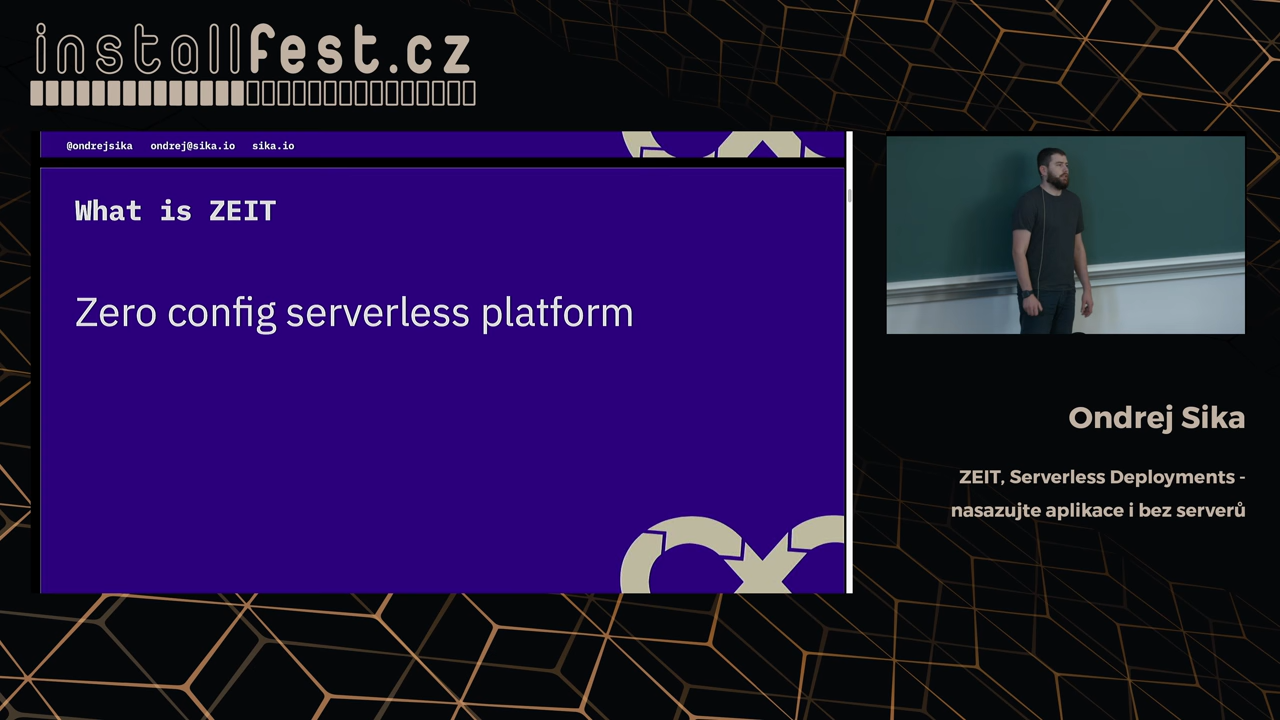 installfest.cz
@ondrejsika ondrej@sika.io sika.io
What is ZEIT
Zero config serverless platform
Ondrej Sika
ZEIT, Serverless Deployments -
nasazujte aplikace i bez serverů